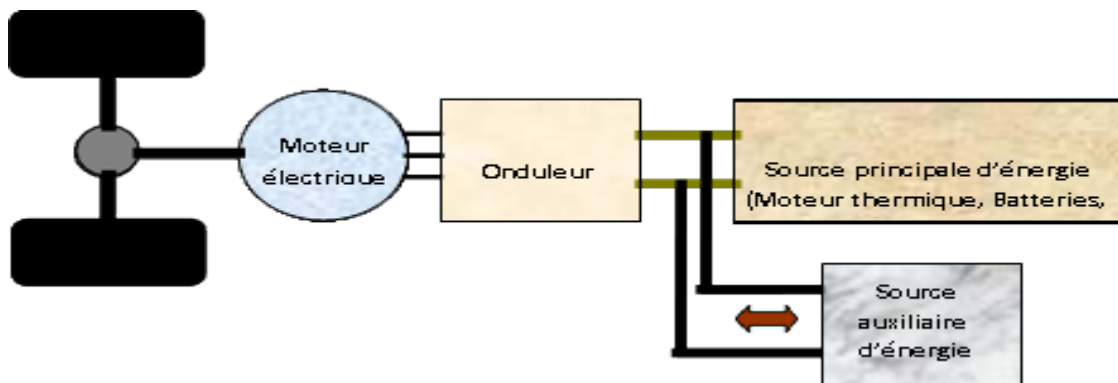 Moteur
électrique
Onduleur
Source principale d'énergie
(Moteur thermique, Batteries,
Source
auxiliaire
d'énergie